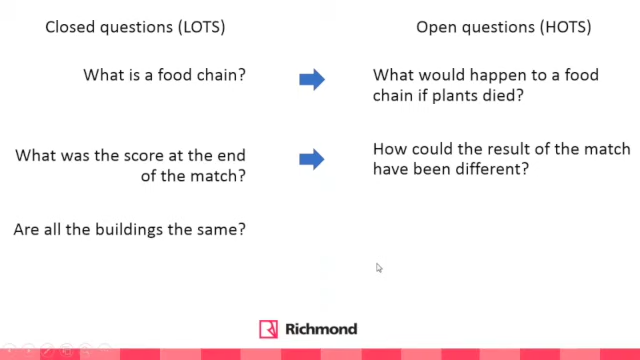 Closed questions (LOTS)
Open questions (HOTS)
What is a food chain?
What would happen to a food
chain if plants died?
What was the score at the end
of the match?
How could the result of the match
have been different?
Are all the buildings the same?
Richmond